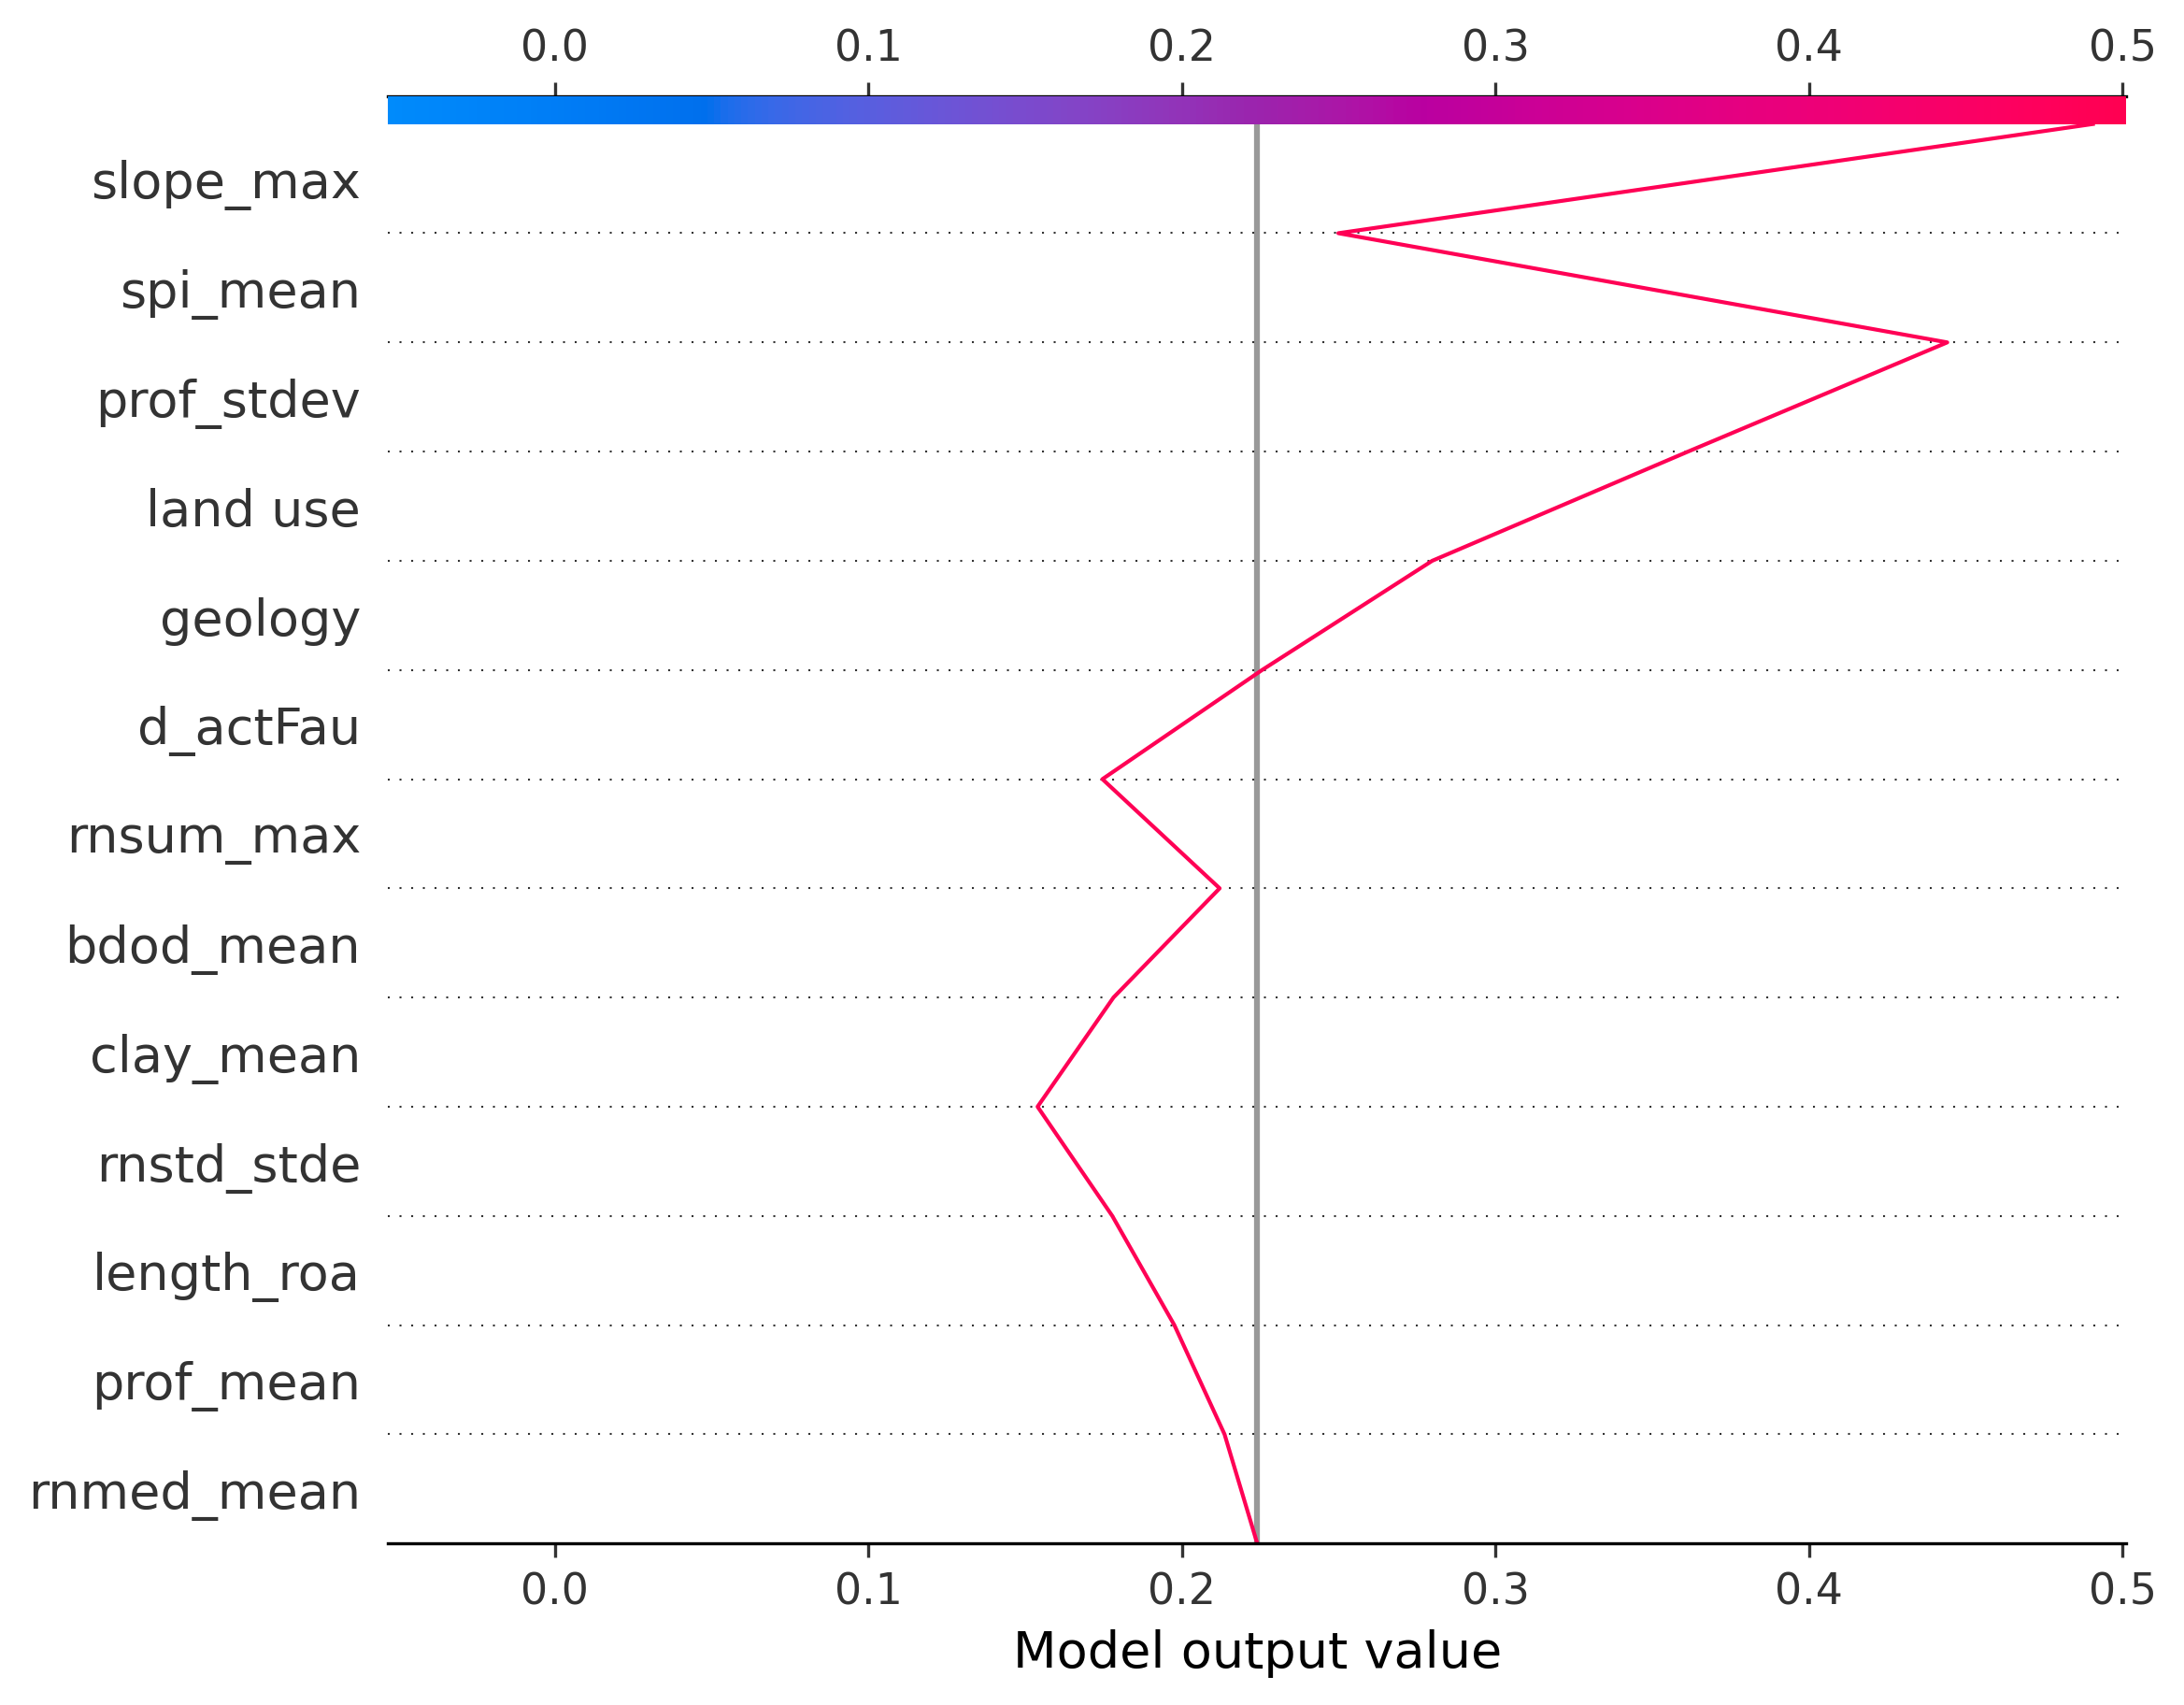 0.0 0.1 0.2 0.3 0.4 0.5
slope_max
spi_mean
prof_stdev
land use
geology
d_actFau
rnsum_max
bdod_mean
clay_mean
rnstd_stde
length_roa
prof_mean
rnmed_mean
0.0 0.1 0.2 0.3 0.4 0.5
Model output value